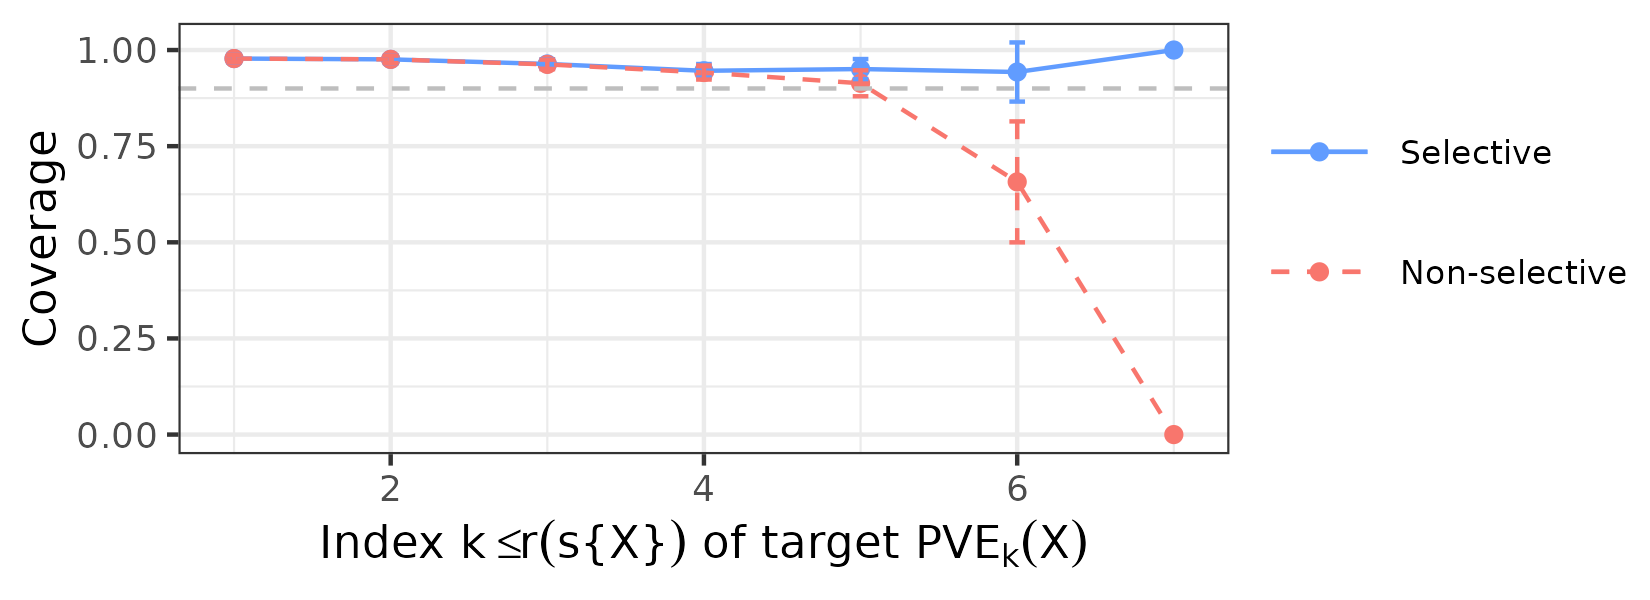 1.00
0.75
0.50
0.25
0.00
Coverage
2
4
6
Index k ≤r(s{X}) of target PVEk(X)
Selective
Non-selective